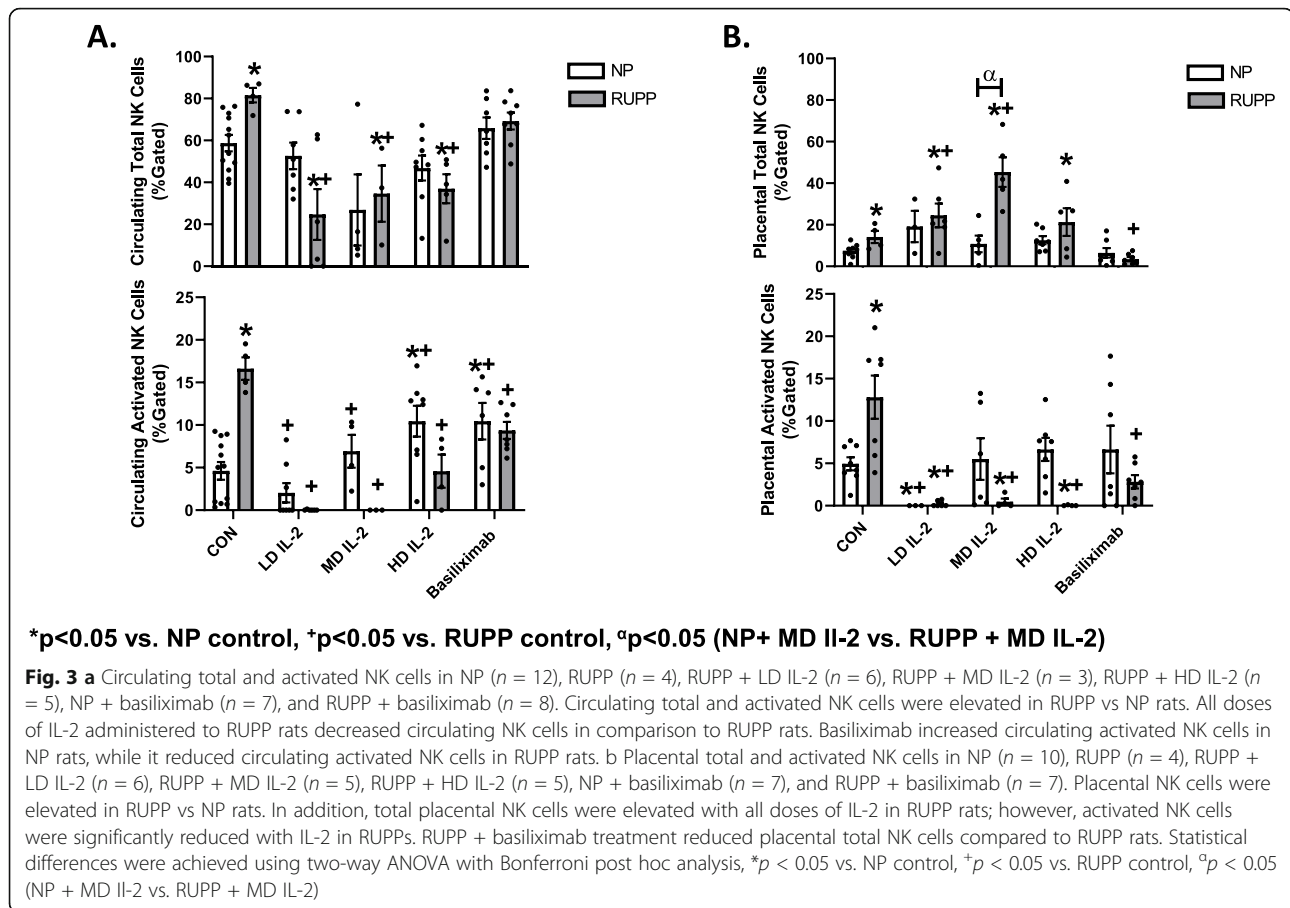 A.
Circulating Total NK Cells
(%Gated)
100
80
60
40
20
0
*
*+
*+
*+
NP
RUPP
Circulating Activated NK Cells
(%Gated)
25
20
15
10
5
0
*
+
+
+
+
*+
+
*+
+
CON
LD IL-2
MD IL-2
HD IL-2
Basiliximab
B.
Placental Total NK Cells
(%Gated)
100
80
60
40
20
0
*
*+
α
*+
*
+
NP
RUPP
Placental Activated NK Cells
(%Gated)
25
20
15
10
5
0
*
*+
*+
*+
*+
+
CON
LD IL-2
MD IL-2
HD IL-2
Basiliximab
*p<0.05 vs. NP control, +p<0.05 vs. RUPP control, αp<0.05 (NP+ MD Il-2 vs. RUPP + MD IL-2)
Fig. 3 a Circulating total and activated NK cells in NP (n = 12), RUPP (n = 4), RUPP + LD IL-2 (n = 6), RUPP + MD IL-2 (n = 3), RUPP + HD IL-2 (n
= 5), NP + basiliximab (n = 7), and RUPP + basiliximab (n = 8). Circulating total and activated NK cells were elevated in RUPP vs NP rats. All doses
of IL-2 administered to RUPP rats decreased circulating NK cells in comparison to RUPP rats. Basiliximab increased circulating activated NK cells in
NP rats, while it reduced circulating activated NK cells in RUPP rats. b Placental total and activated NK cells in NP (n = 10), RUPP (n = 4), RUPP +
LD IL-2 (n = 6), RUPP + MD IL-2 (n = 5), RUPP + HD IL-2 (n = 5), NP + basiliximab (n = 7), and RUPP + basiliximab (n = 7). Placental NK cells were
elevated in RUPP vs NP rats. In addition, total placental NK cells were elevated with all doses of IL-2 in RUPP rats; however, activated NK cells
were significantly reduced with IL-2 in RUPPs. RUPP + basiliximab treatment reduced placental total NK cells compared to RUPP rats. Statistical
differences were achieved using two-way ANOVA with Bonferroni post hoc analysis, *p < 0.05 vs. NP control, +p < 0.05 vs. RUPP control, αp < 0.05
(NP + MD Il-2 vs. RUPP + MD IL-2)